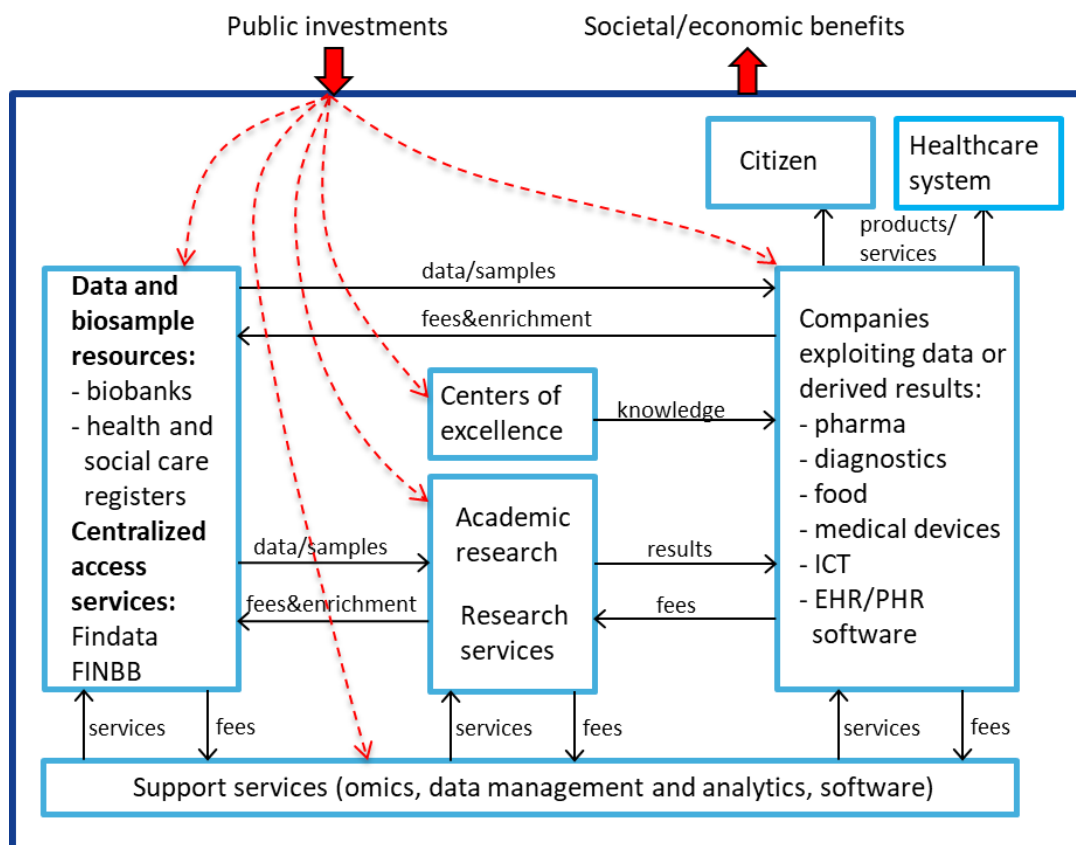 Public investments
Societal/economic benefits
Citizen
Healthcare
system
products/
services
Data and
biosample
resources:
- biobanks
- health and
social care
registers
Centralized
access
services:
Findata
FINBB
data/samples
fees&enrichment
Centers of
excellence
knowledge
data/samples
fees&enrichment
Academic
research
Research
services
results
fees
Companies
exploiting data or
derived results:
- pharma
- diagnostics
- food
- medical devices
- ICT
- EHR/PHR
software
services
fees
services
fees
services
fees
Support services (omics, data management and analytics, software)